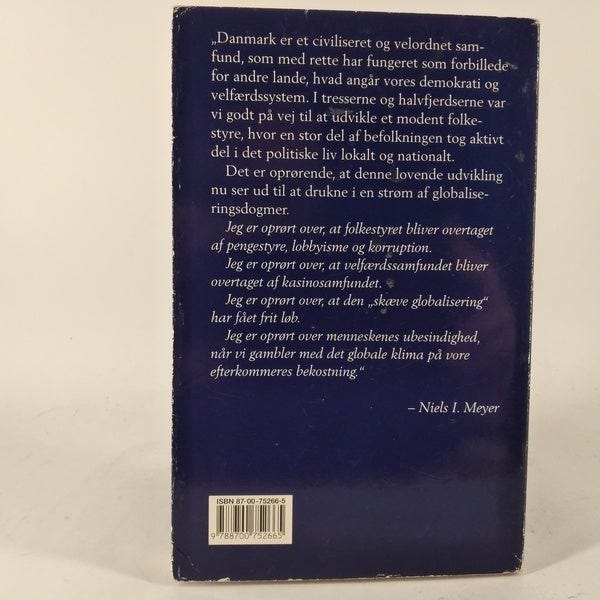 „Danmark er et civiliseret og velordnet sam-
fund, som med rette har fungeret som forbillede
for andre lande, hvad angår vores demokrati og
velfærdssystem. I tresserne og halvfjerdserne var
vi godt på vej til at udvikle et modent folke-
styre, hvor en stor del af befolkningen tog aktivt
del i det politiske liv lokalt og nationalt.
Det er oprørende, at denne lovende udvikling
nu ser ud til at drukne i en strøm af globalise-
ringsdogmer.
Jeg er oprørt over, at folkestyret bliver overtaget
af pengestyre, lobbyisme og korruption.
Jeg er oprørt over, at velfærdssamfundet bliver
overtaget af kasinosamfundet.
Jeg er oprørt over, at den „skæve globalisering“
har fået frit løb.
Jeg er oprørt over menneskenes ubesindighed,
når vi gambler med det globale klima på vore
efterkommeres bekostning.“
– Niels I. Meyer
ISBN 87-00-75266-5
9 788700 752665